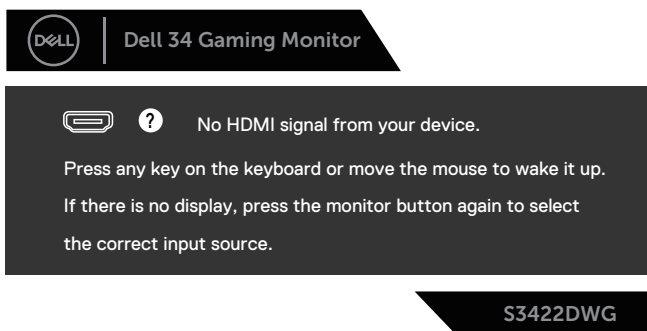 DELL
Dell 34 Gaming Monitor
? No HDMI signal from your device.
Press any key on the keyboard or move the mouse to wake it up.
If there is no display, press the monitor button again to select
the correct input source.
S3422DWG